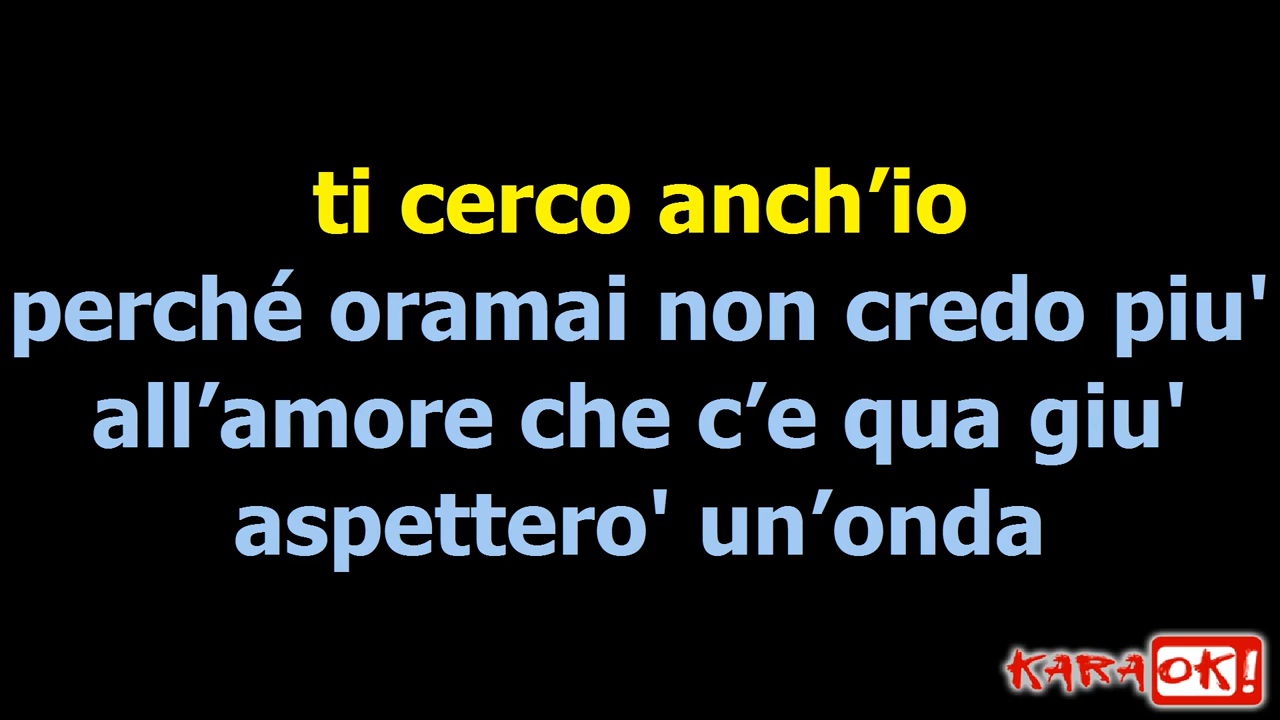 ti cerco anch’io
perché oramai non credo piu'
all’amore che c’e qua giu'
aspettero' un’onda
KARAOK!